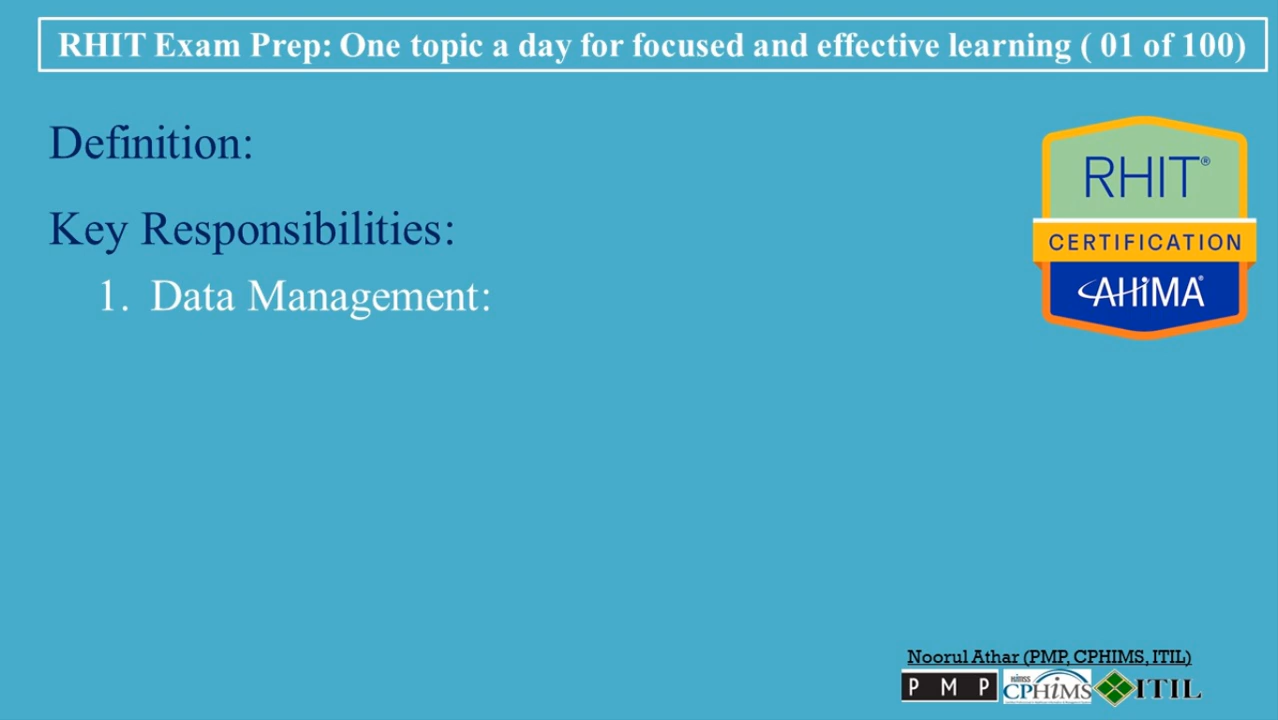 RHIT Exam Prep: One topic a day for focused and effective learning ( 01 of 100)
Definition:
Key Responsibilities:
1. Data Management:
RHIT®
CERTIFICATION
AHiMA®
Noorul Athar (PMP, CPHIMS, ITIL)
P M P
HiMSS
CPHiMS
ITIL